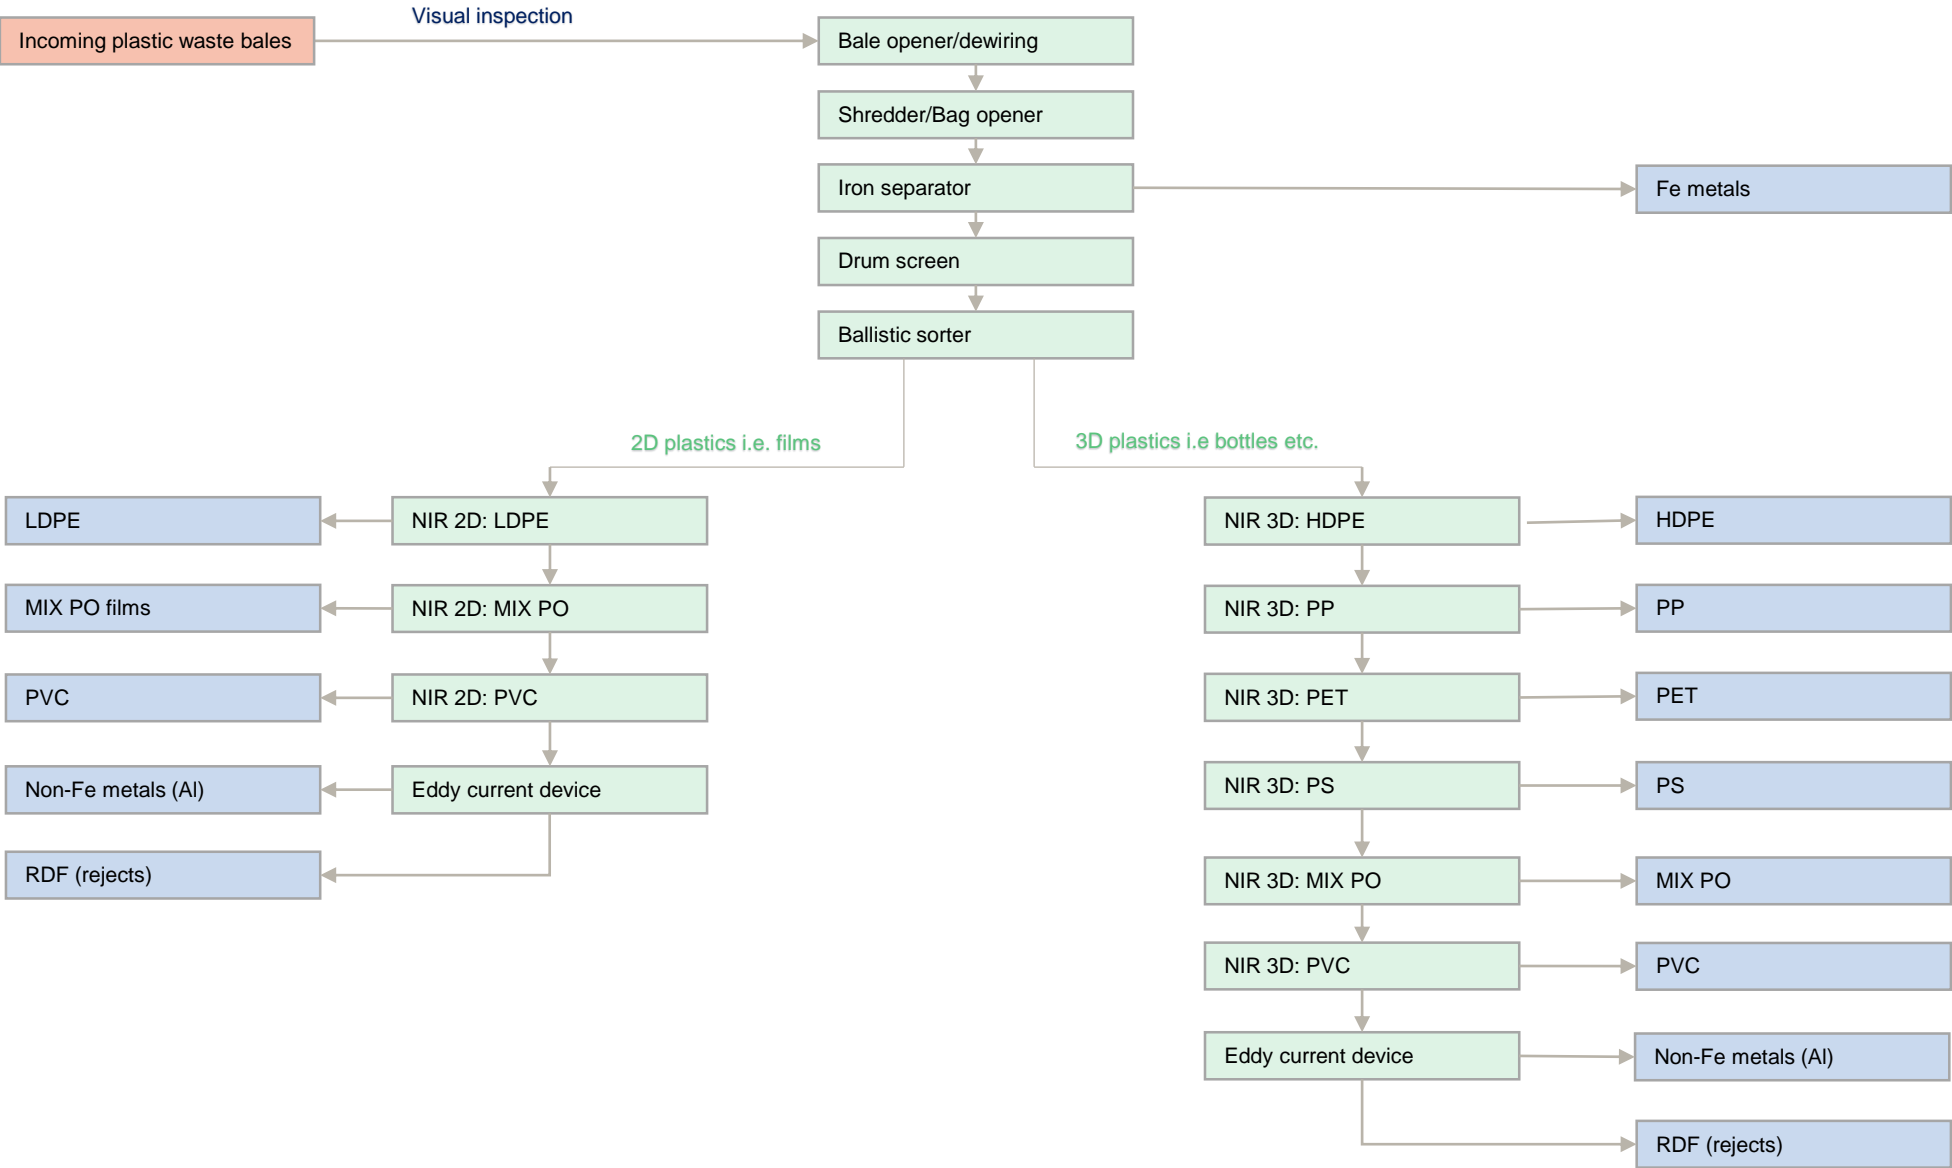 Visual inspection
Incoming plastic waste bales
Bale opener/dewiring
Shredder/Bag opener
Iron separator
Fe metals
Drum screen
Ballistic sorter
2D plastics i.e. films
3D plastics i.e bottles etc.
LDPE
NIR 2D: LDPE
NIR 3D: HDPE
HDPE
MIX PO films
NIR 2D: MIX PO
NIR 3D: PP
PP
PVC
NIR 2D: PVC
NIR 3D: PET
PET
Non-Fe metals (Al)
Eddy current device
NIR 3D: PS
PS
RDF (rejects)
NIR 3D: MIX PO
MIX PO
NIR 3D: PVC
PVC
Eddy current device
Non-Fe metals (Al)
RDF (rejects)